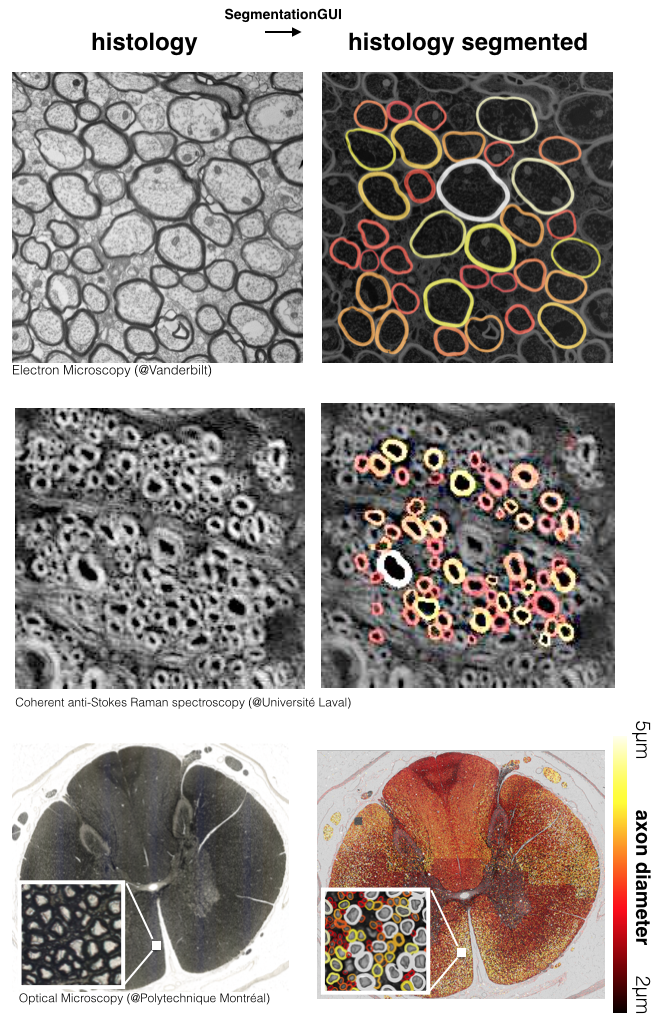 SegmentationGUI
histology
histology segmented
Electron Microscopy (@Vanderbilt)
Coherent anti-Stokes Raman spectroscopy (@Université Laval)
5μm
axon diameter
2μm
Optical Microscopy (@Polytechnique Montréal)